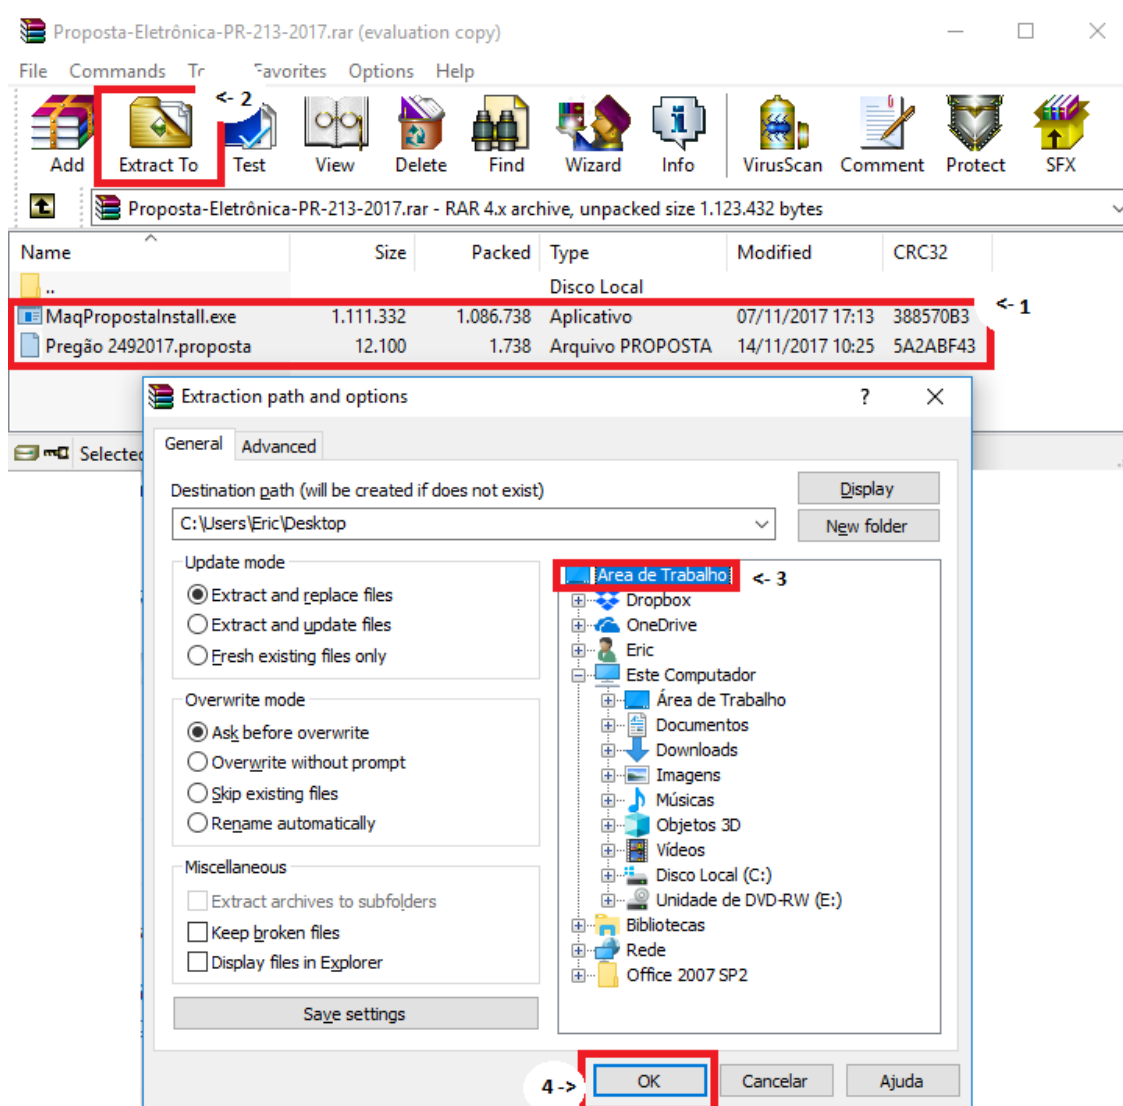 Proposta-Eletrônica-PR-213-2017.rar (evaluation copy)
File Commands To Favorites Options Help
<- 2
Add Extract To Test View Delete Find Wizard Info VirusScan Comment Protect SFX
Proposta-Eletrônica-PR-213-2017.rar - RAR 4.x archive, unpacked size 1.123.432 bytes
Name Size Packed Type Modified CRC32
.. Disco Local
<- 1
MaqPropostaInstall.exe 1.111.332 1.086.738 Aplicativo 07/11/2017 17:13 388570B3
Pregão 2492017.proposta 12.100 1.738 Arquivo PROPOSTA 14/11/2017 10:25 5A2ABF43
Extraction path and options ?
Selected
General Advanced
Destination path (will be created if does not exist)
Display
C:\Users\Eric\Desktop
New folder
Update mode
Extract and replace files
Extract and update files
Fresh existing files only
Overwrite mode
Ask before overwrite
Overwrite without prompt
Skip existing files
Rename automatically
Miscellaneous
Extract archives to subfolders
Keep broken files
Display files in Explorer
Save settings
Área de Trabalho <- 3
Dropbox
OneDrive
Eric
Este Computador
Área de Trabalho
Documentos
Downloads
Imagens
Músicas
Objetos 3D
Vídeos
Disco Local (C:)
Unidade de DVD-RW (E:)
Bibliotecas
Rede
Office 2007 SP2
4 -> OK Cancelar Ajuda